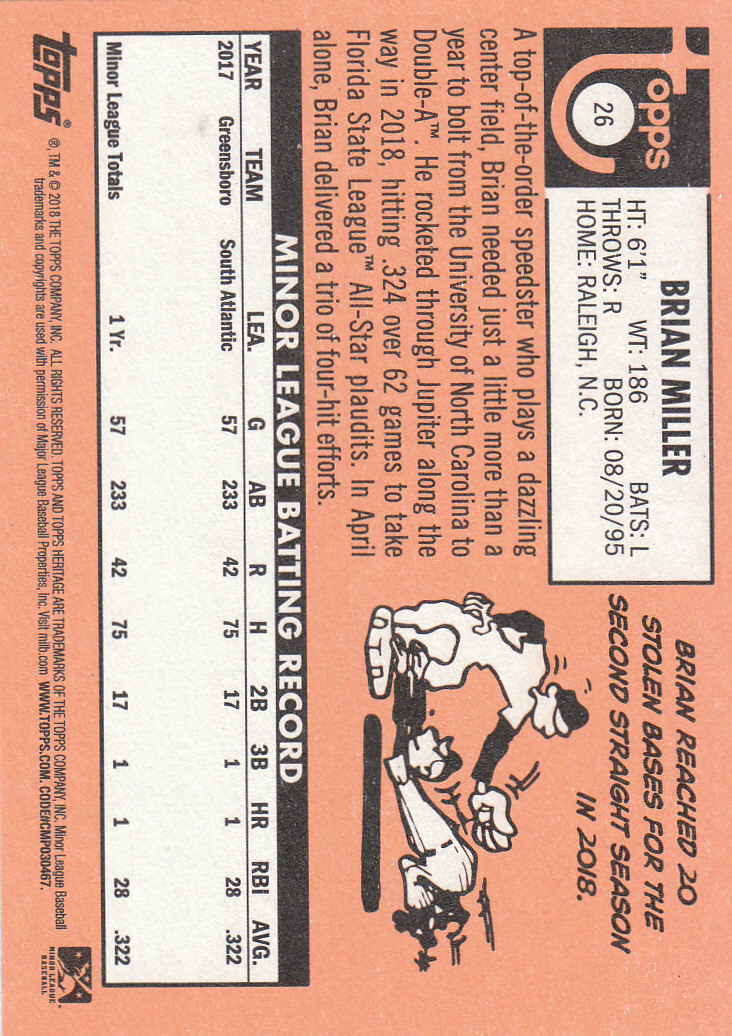 topps
26
BRIAN MILLER
HT: 6'1" WT: 186 BATS: L
THROWS: R BORN: 08/20/95
HOME: RALEIGH, N.C.
BRIAN REACHED 20
STOLEN BASES FOR THE
SECOND STRAIGHT SEASON
IN 2018.
A top-of-the-order speedster who plays a dazzling
center field, Brian needed just a little more than a
year to bolt from the University of North Carolina to
Double-A™. He rocketed through Jupiter along the
way in 2018, hitting .324 over 62 games to take
Florida State League™ All-Star plaudits. In April
alone, Brian delivered a trio of four-hit efforts.
MINOR LEAGUE BATTING RECORD
YEAR TEAM LEA. G AB R H 2B 3B HR RBI AVG.
2017 Greensboro South Atlantic 57 233 42 75 17 1 1 28 .322
Minor League Totals 1 Yr. 57 233 42 75 17 1 1 28 .322
topps®
®, TM & © 2018 THE TOPPS COMPANY, INC. ALL RIGHTS RESERVED. TOPPS AND TOPPS HERITAGE ARE TRADEMARKS OF THE TOPPS COMPANY, INC. Minor League Baseball
trademarks and copyrights are used with permission of Major League Baseball Properties, Inc. Visit milb.com WWW.TOPPS.COM. CODE#CMP030467.
MINOR LEAGUE
BASEBALL